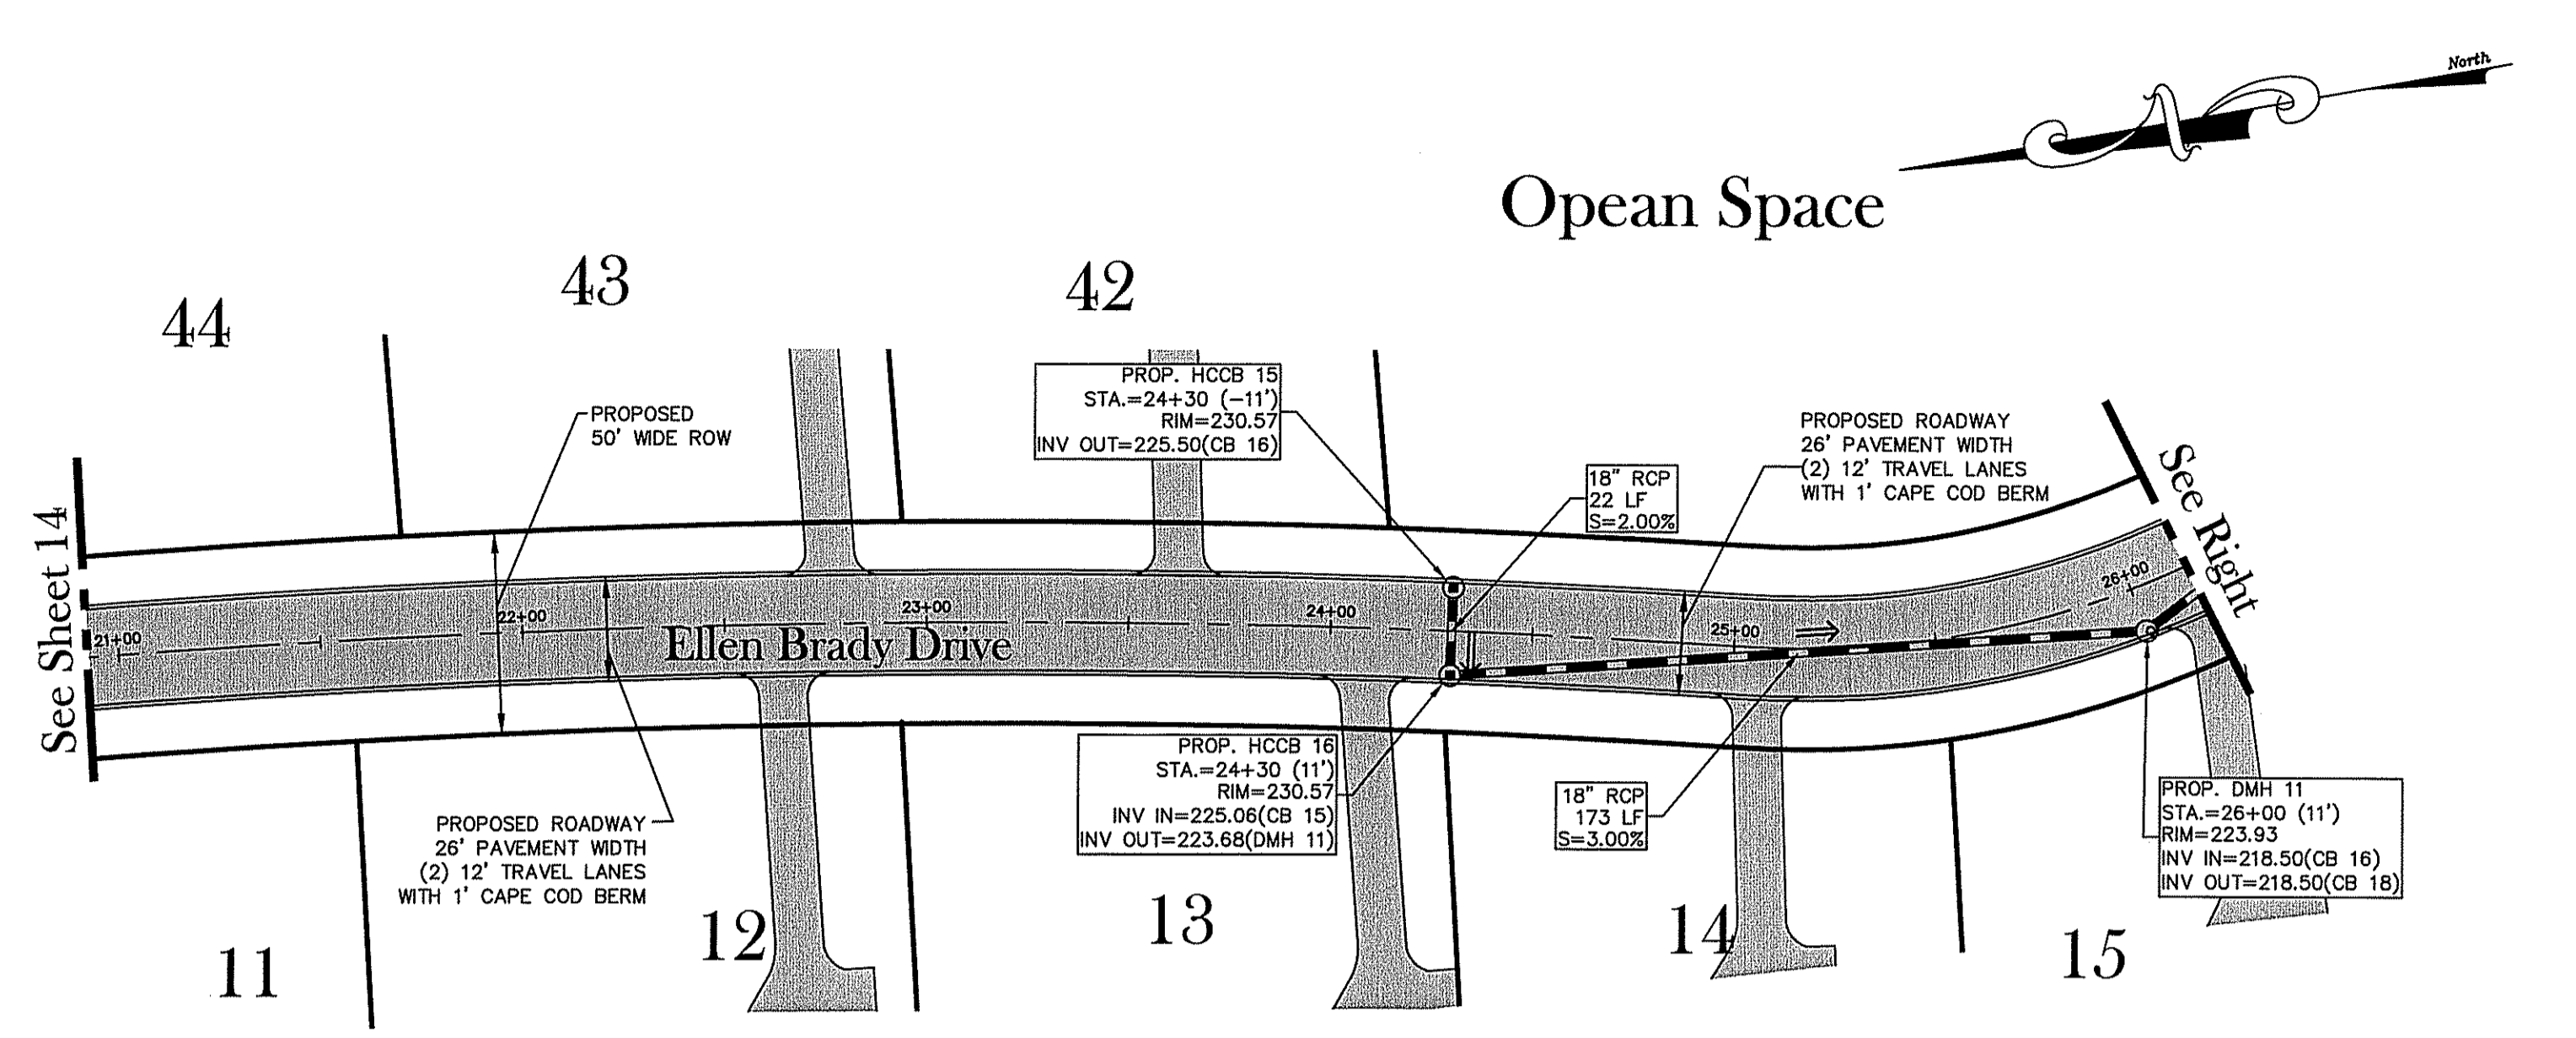 North
Opean Space
44
43
42
PROPOSED
50' WIDE ROW
PROP. HCCB 15
STA.=24+30 (-11')
RIM=230.57
INV OUT=225.50(CB 16)
18" RCP
22 LF
S=2.00%
PROPOSED ROADWAY
26' PAVEMENT WIDTH
(2) 12' TRAVEL LANES
WITH 1' CAPE COD BERM
See Sheet 14
See Right
21+00
22+00
23+00
24+00
25+00
26+00
Ellen Brady Drive
PROPOSED ROADWAY
26' PAVEMENT WIDTH
(2) 12' TRAVEL LANES
WITH 1' CAPE COD BERM
PROP. HCCB 16
STA.=24+30 (11')
RIM=230.57
INV IN=225.06(CB 15)
INV OUT=223.68(DMH 11)
18" RCP
173 LF
S=3.00%
PROP. DMH 11
STA.=26+00 (11')
RIM=223.93
INV IN=218.50(CB 16)
INV OUT=218.50(CB 18)
11
12
13
14
15